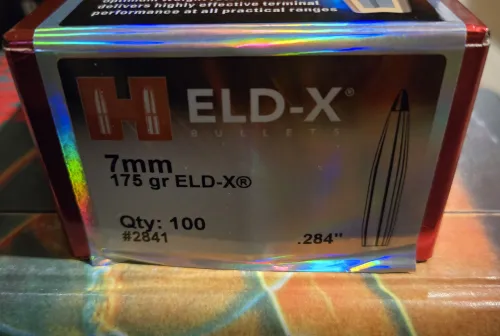 delivers highly effective terminal
performance at all practical ranges
H ELD-X®
BULLETS
7mm
175 gr ELD-X®
Qty: 100
#2841
.284"